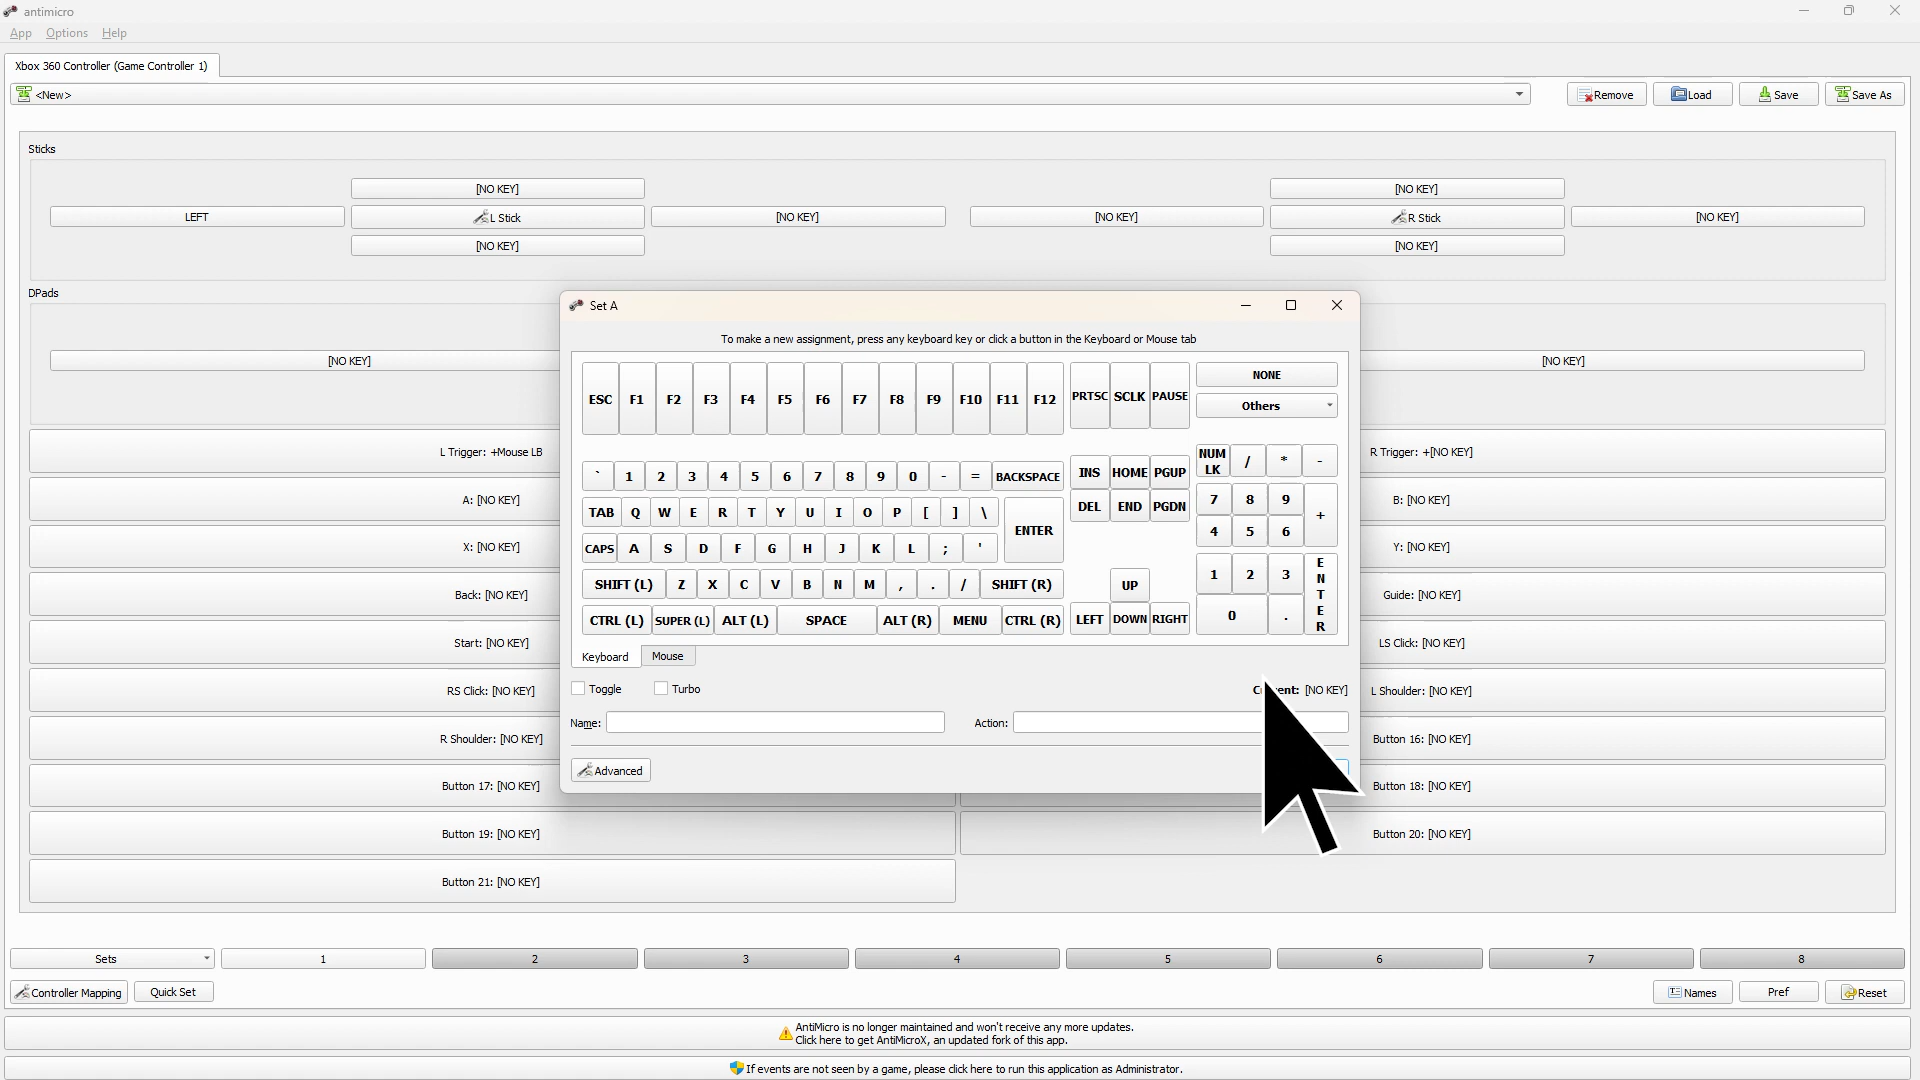 antimicro
App Options Help
Xbox 360 Controller (Game Controller 1)
<New>
Remove Load Save Save As
Sticks
[NO KEY] [NO KEY]
LEFT L Stick [NO KEY] [NO KEY] R Stick [NO KEY]
[NO KEY] [NO KEY]
DPads
[NO KEY] [NO KEY]
L Trigger: +Mouse LB R Trigger: +[NO KEY]
A: [NO KEY] B: [NO KEY]
X: [NO KEY] Y: [NO KEY]
Back: [NO KEY] Guide: [NO KEY]
Start: [NO KEY] LS Click: [NO KEY]
RS Click: [NO KEY] L Shoulder: [NO KEY]
R Shoulder: [NO KEY] Button 16: [NO KEY]
Button 17: [NO KEY] Button 18: [NO KEY]
Button 19: [NO KEY] Button 20: [NO KEY]
Button 21: [NO KEY]
Set A
To make a new assignment, press any keyboard key or click a button in the Keyboard or Mouse tab
ESC F1 F2 F3 F4 F5 F6 F7 F8 F9 F10 F11 F12 PRTSC SCLK PAUSE
NONE
Others
` 1 2 3 4 5 6 7 8 9 0 - = BACKSPACE INS HOME PGUP NUM LK / * -
TAB Q W E R T Y U I O P [ ] \ ENTER DEL END PGDN 7 8 9 +
CAPS A S D F G H J K L ; ' 4 5 6
SHIFT (L) Z X C V B N M , . / SHIFT (R) UP 1 2 3 ENTER
CTRL (L) SUPER (L) ALT (L) SPACE ALT (R) MENU CTRL (R) LEFT DOWN RIGHT 0 .
Keyboard Mouse
Toggle Turbo [NO KEY]
Name: Action:
Advanced
Sets 1 2 3 4 5 6 7 8
Controller Mapping Quick Set Names Pref Reset
AntiMicro is no longer maintained and won't receive any more updates.
Click here to get AntiMicroX, an updated fork of this app.
If events are not seen by a game, please click here to run this application as Administrator.